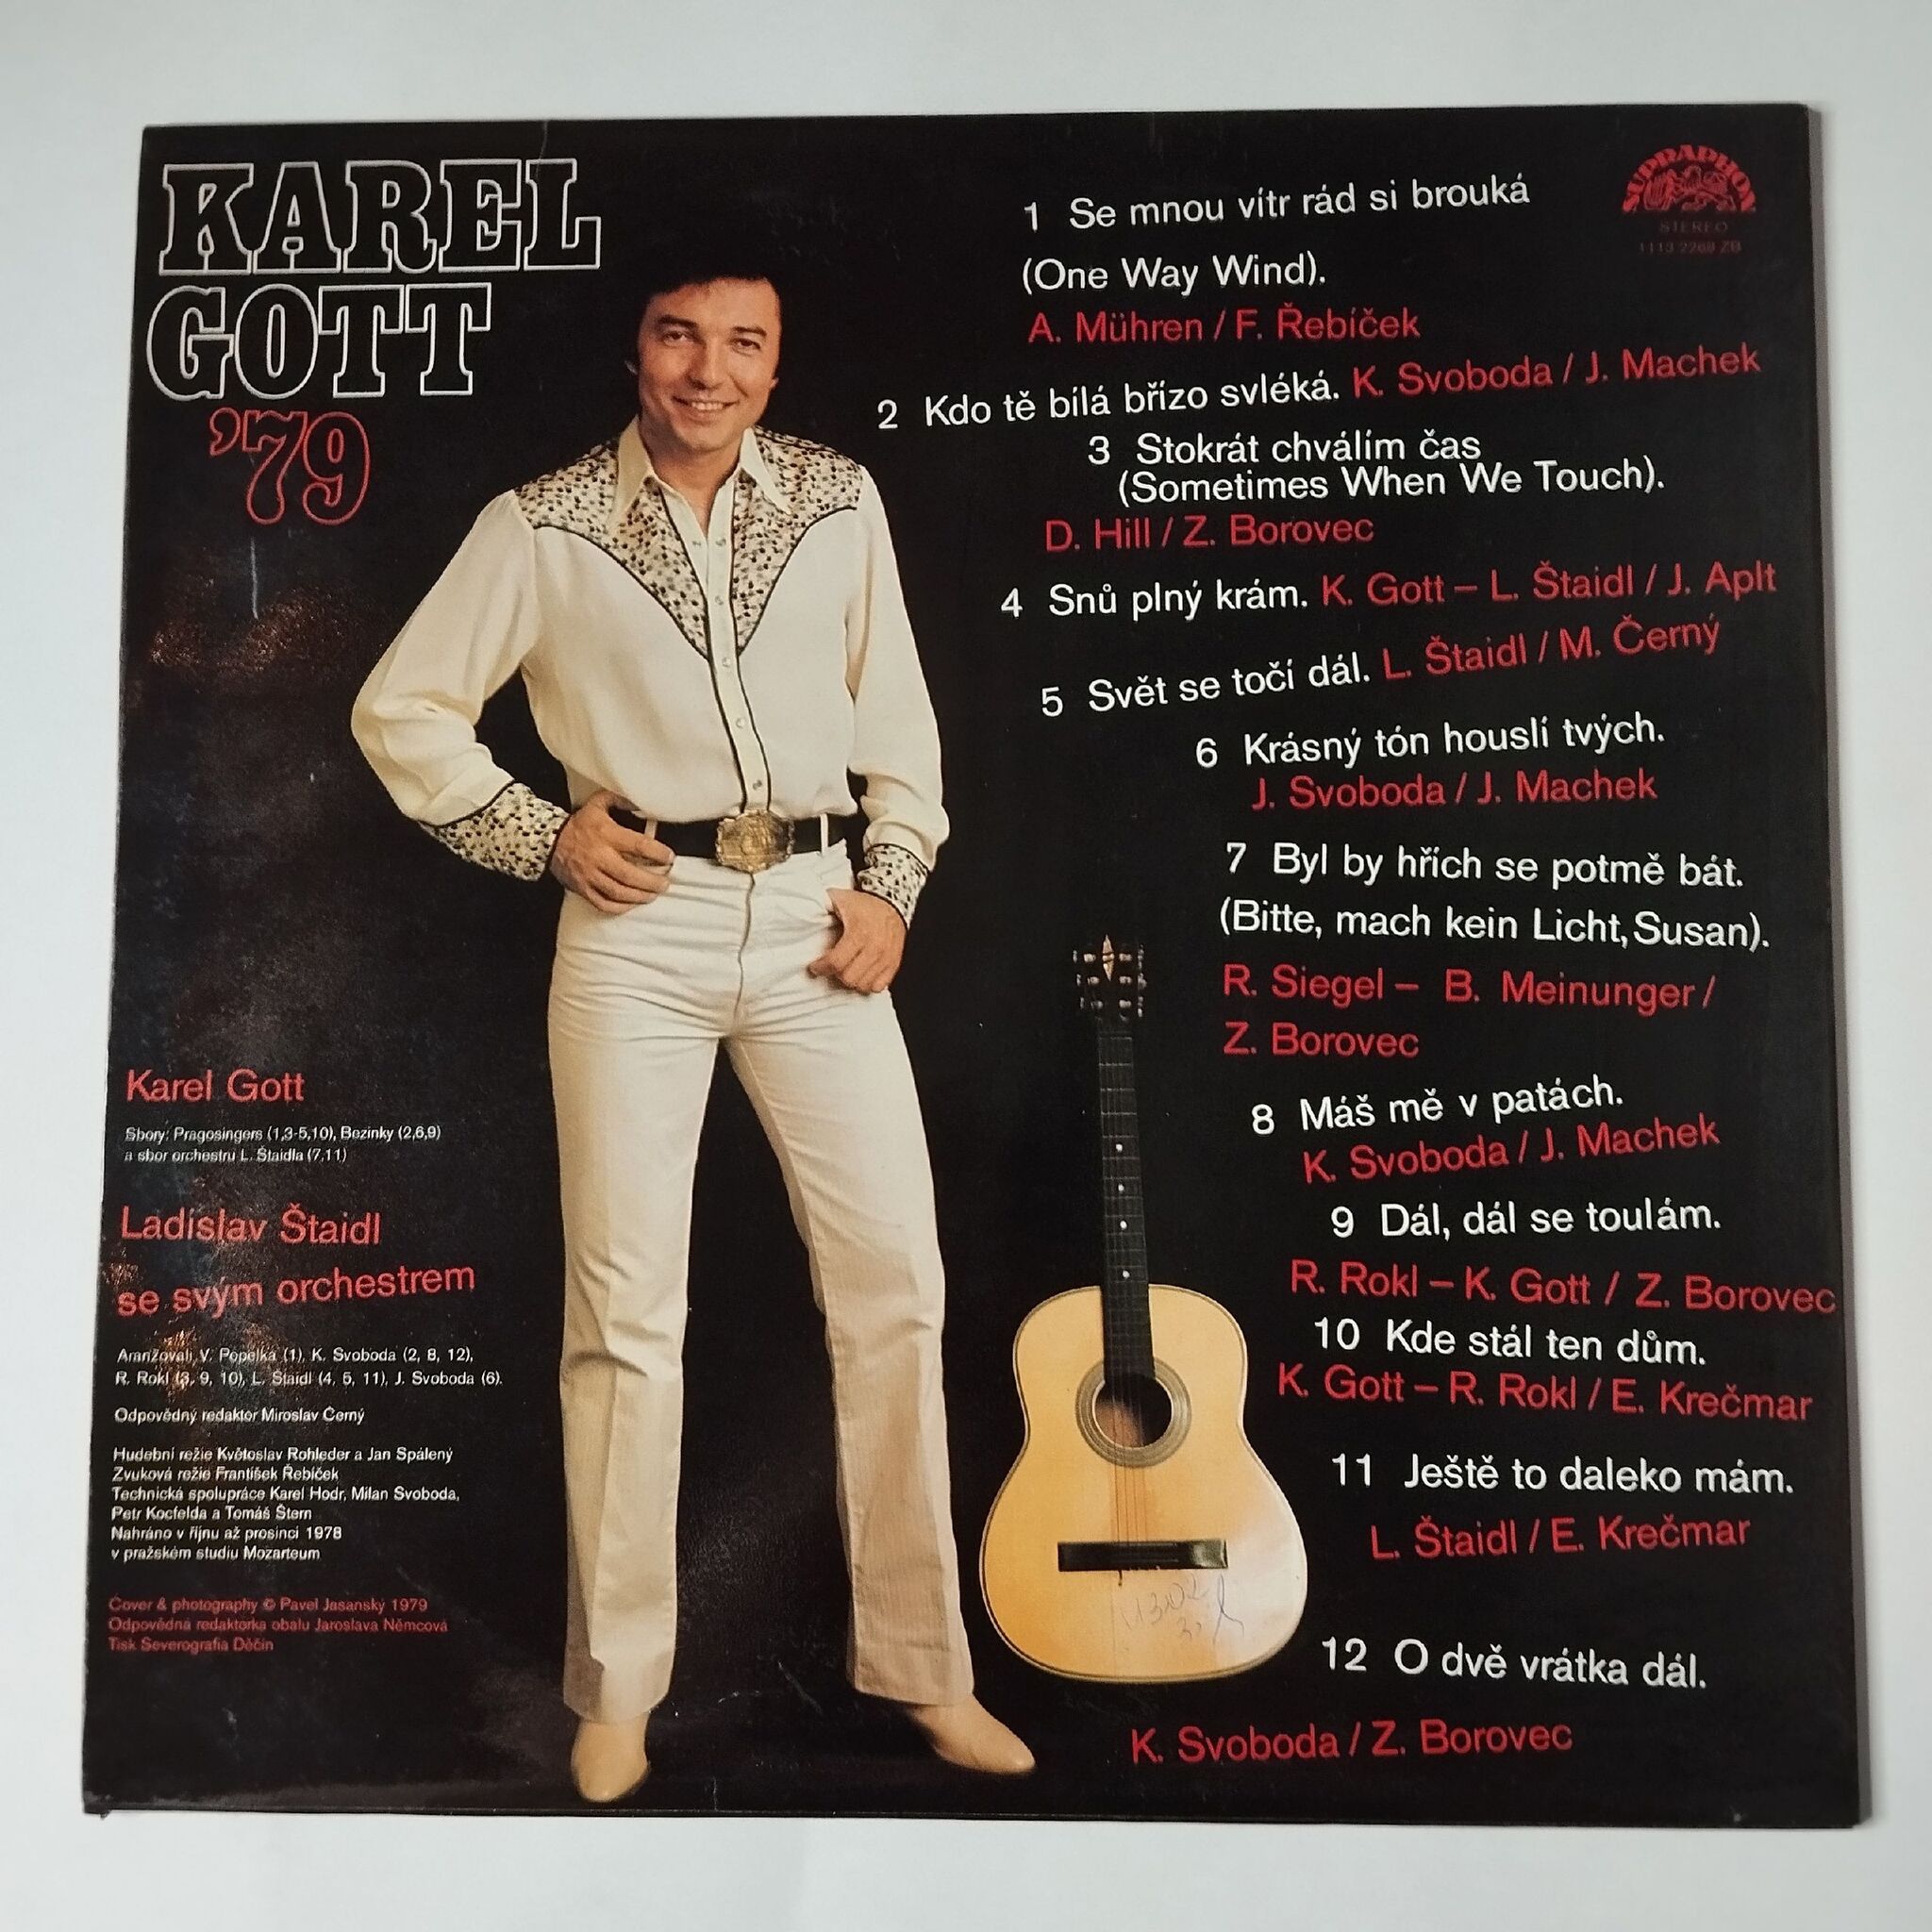 KAREL
GOTT
'79
SUPRAPHON
STEREO
1113 2269 ZB
1 Se mnou vítr rád si brouká
(One Way Wind).
A. Mühren / F. Řebíček
2 Kdo tě bílá břízo svléká. K. Svoboda / J. Machek
3 Stokrát chválím čas
(Sometimes When We Touch).
D. Hill / Z. Borovec
4 Snů plný krám. K. Gott – L. Štaidl / J. Aplt
5 Svět se točí dál. L. Štaidl / M. Černý
6 Krásný tón houslí tvých.
J. Svoboda / J. Machek
7 Byl by hřích se potmě bát.
(Bitte, mach kein Licht, Susan).
R. Siegel – B. Meinunger /
Z. Borovec
8 Máš mě v patách.
K. Svoboda / J. Machek
9 Dál, dál se toulám.
R. Rokl – K. Gott / Z. Borovec
10 Kde stál ten dům.
K. Gott – R. Rokl / E. Krečmar
11 Ještě to daleko mám.
L. Štaidl / E. Krečmar
12 O dvě vrátka dál.
K. Svoboda / Z. Borovec
Karel Gott
Sbory: Pragosingers (1,3-5,10), Bezinky (2,6,9)
a sbor orchestru L. Štaidla (7,11)
Ladislav Štaidl
se svým orchestrem
Aranžovali V. Popelka (1), K. Svoboda (2, 8, 12),
R. Rokl (3, 9, 10), L. Štaidl (4, 5, 11), J. Svoboda (6).
Odpovědný redaktor Miroslav Černý
Hudební režie Květoslav Rohleder a Jan Spálený
Zvuková režie František Řebíček
Technická spolupráce Karel Hodr, Milan Svoboda,
Petr Kocfelda a Tomáš Štern
Nahráno v říjnu až prosinci 1978
v pražském studiu Mozarteum
Cover & photography © Pavel Jasanský 1979
Odpovědná redaktorka obalu Jaroslava Němcová
Tisk Severografia Děčín